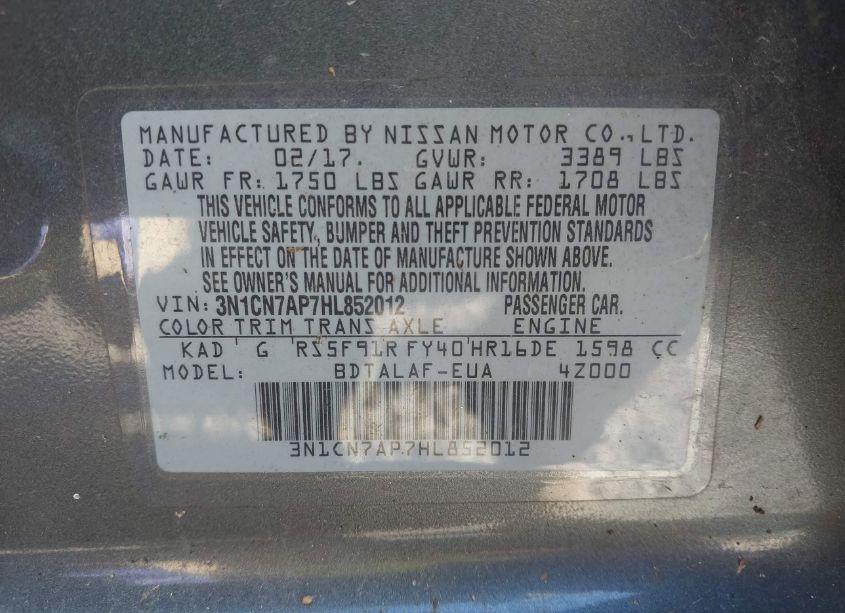 MANUFACTURED BY NISSAN MOTOR CO., LTD.
DATE: 02/17. GVWR: 3389 LBS
GAWR FR: 1750 LBS GAWR RR: 1708 LBS
THIS VEHICLE CONFORMS TO ALL APPLICABLE FEDERAL MOTOR
VEHICLE SAFETY, BUMPER AND THEFT PREVENTION STANDARDS
IN EFFECT ON THE DATE OF MANUFACTURE SHOWN ABOVE.
SEE OWNER'S MANUAL FOR ADDITIONAL INFORMATION.
VIN: 3N1CN7AP7HL852012 PASSENGER CAR.
COLOR TRIM TRANS AXLE ENGINE
KAD G RS5F91R FY40 HR16DE 1598 CC
MODEL: BDTALAF-EUA 4Z000
3N1CN7AP7HL852012